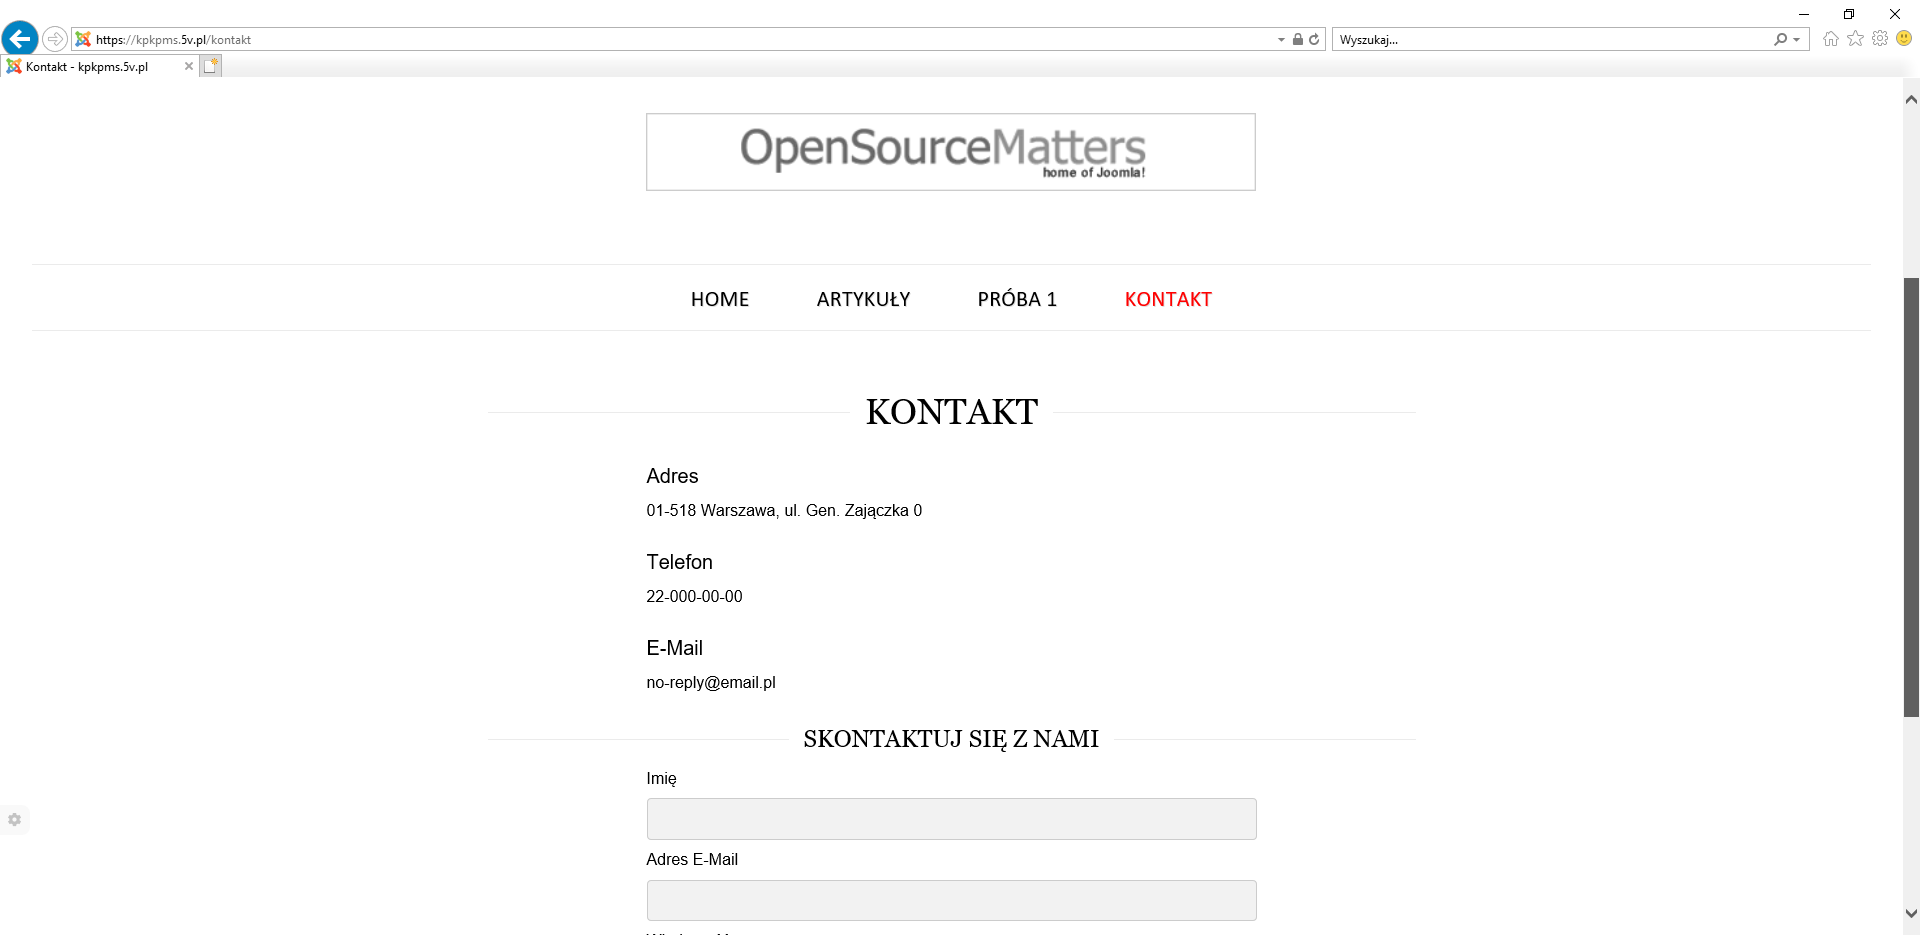 https://kpkpms.5v.pl/kontakt
Wyszukaj...
Kontakt - kpkpms.5v.pl
OpenSourceMatters
home of Joomla!
HOME ARTYKUŁY PRÓBA 1 KONTAKT
KONTAKT
Adres
01-518 Warszawa, ul. Gen. Zajączka 0
Telefon
22-000-00-00
E-Mail
no-reply@email.pl
SKONTAKTUJ SIĘ Z NAMI
Imię
Adres E-Mail